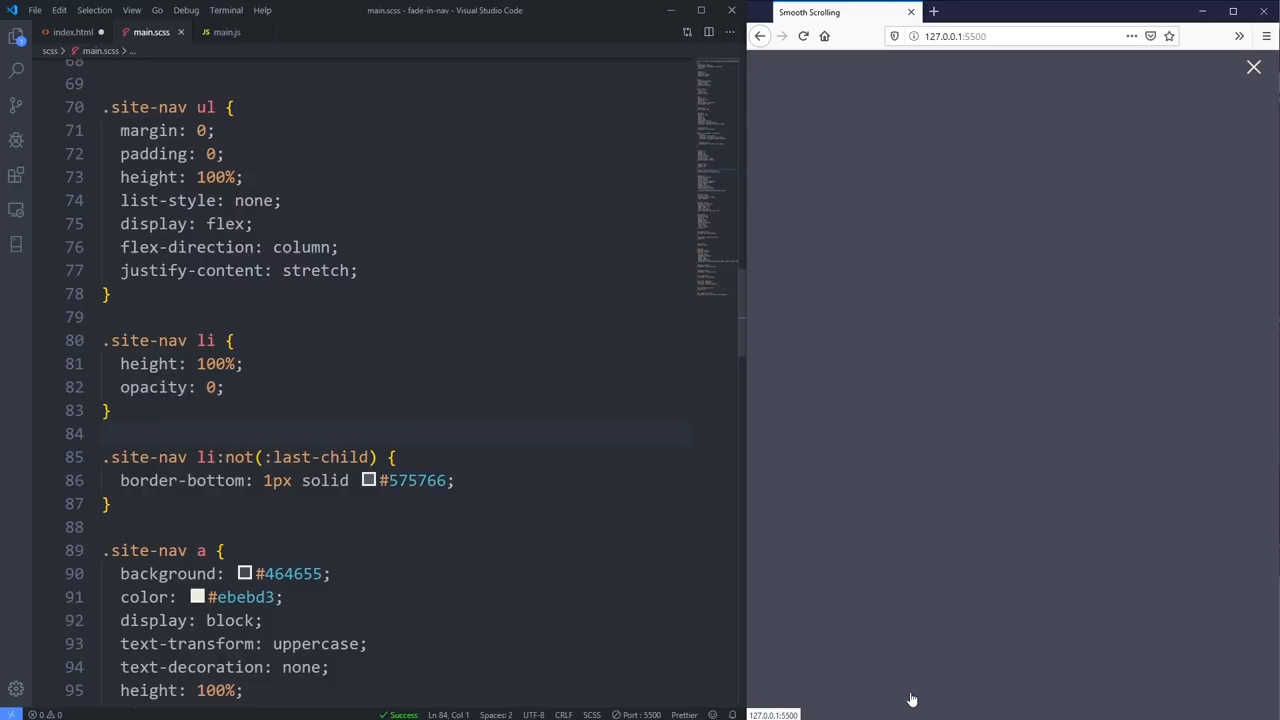 File Edit Selection View Go Debug Terminal Help
main.scss - fade-in-nav - Visual Studio Code
index.html
main.scss
main.js
scss > main.scss > ...
68
69
70 .site-nav ul {
71 margin: 0;
72 padding: 0;
73 height: 100%;
74 list-style: none;
75 display: flex;
76 flex-direction: column;
77 justify-content: stretch;
78 }
79
80 .site-nav li {
81 height: 100%;
82 opacity: 0;
83 }
84
85 .site-nav li:not(:last-child) {
86 border-bottom: 1px solid #575766;
87 }
88
89 .site-nav a {
90 background: #464655;
91 color: #ebebd3;
92 display: block;
93 text-transform: uppercase;
94 text-decoration: none;
95 height: 100%;
0 0 Success Ln 84, Col 1 Spaces: 2 UTF-8 CRLF SCSS Port : 5500 Prettier
Smooth Scrolling
127.0.0.1:5500
127.0.0.1:5500